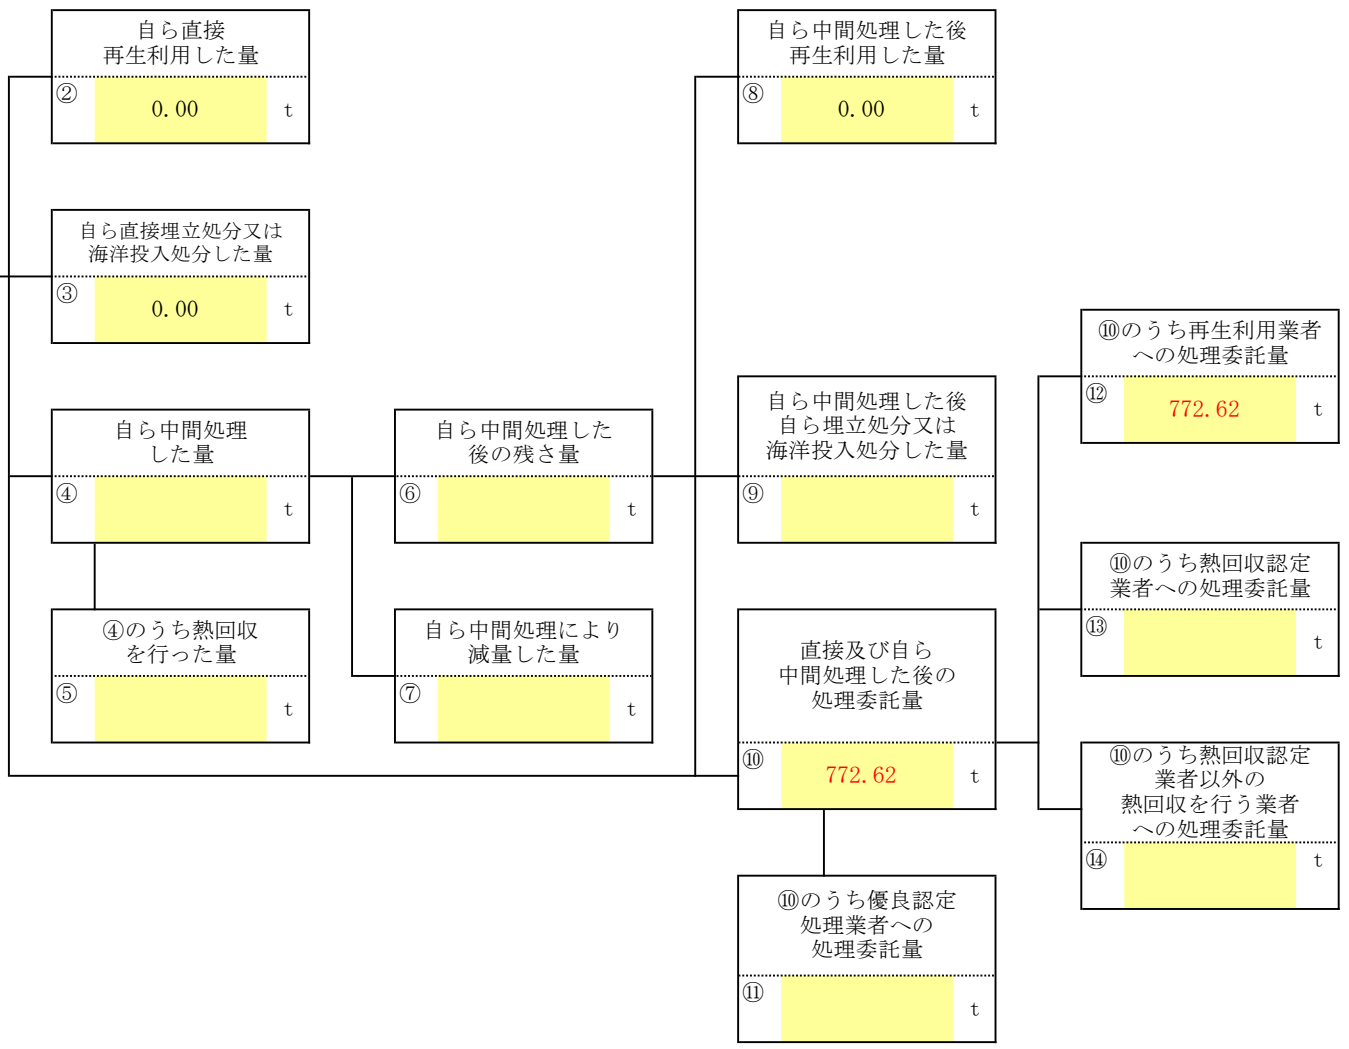 自ら直接
再生利用した量
②
0.00
t
自ら中間処理した後
再生利用した量
⑧
0.00
t
自ら直接埋立処分又は
海洋投入処分した量
③
0.00
t
⑩のうち再生利用業者
への処理委託量
⑫
772.62
t
自ら中間処理
した量
④
t
自ら中間処理した
後の残さ量
⑥
t
自ら中間処理した後
自ら埋立処分又は
海洋投入処分した量
⑨
t
⑩のうち熱回収認定
業者への処理委託量
⑬
t
④のうち熱回収
を行った量
⑤
t
自ら中間処理により
減量した量
⑦
t
直接及び自ら
中間処理した後の
処理委託量
⑩
772.62
t
⑩のうち熱回収認定
業者以外の
熱回収を行う業者
への処理委託量
⑭
t
⑩のうち優良認定
処理業者への
処理委託量
⑪
t